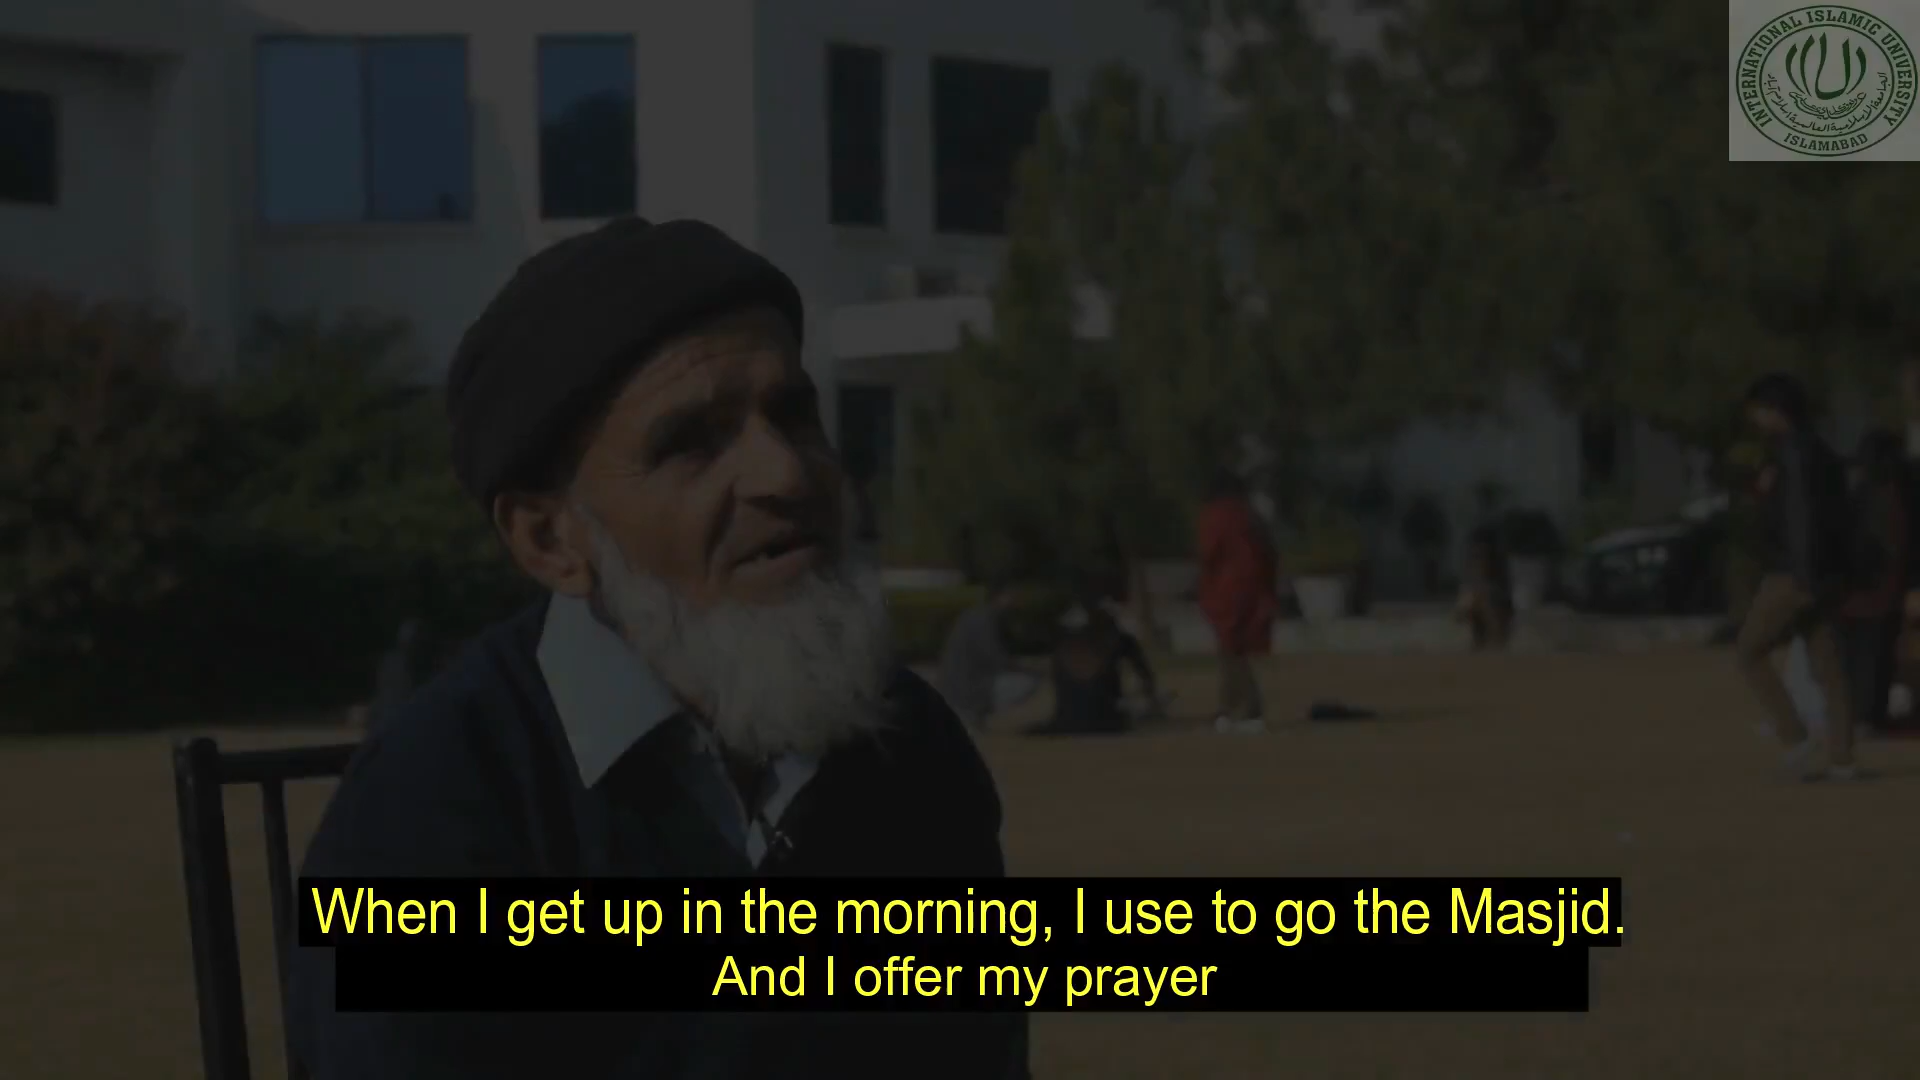 INTERNATIONAL ISLAMIC UNIVERSITY
ISLAMABAD
When I get up in the morning, I use to go the Masjid.
And I offer my prayer